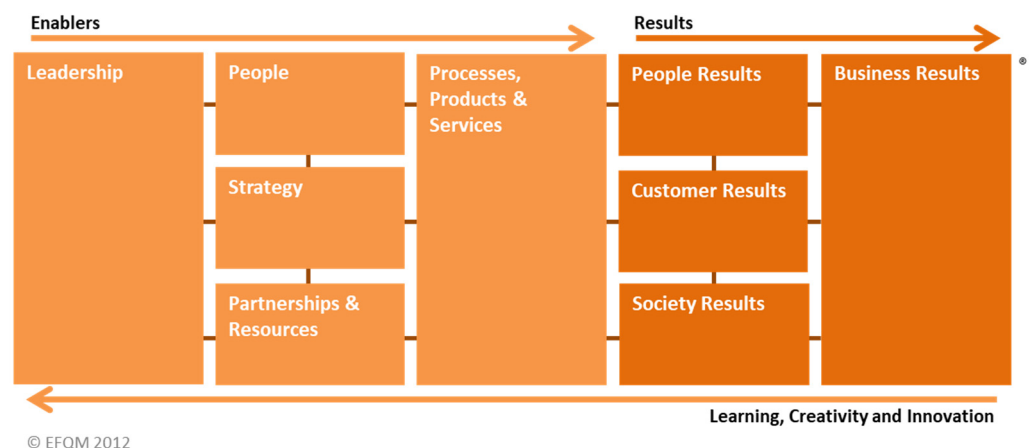 Enablers
Results
Leadership
People
Processes,
Products &
Services
People Results
Business Results
®
Strategy
Customer Results
Partnerships &
Resources
Society Results
Learning, Creativity and Innovation
© EFQM 2012